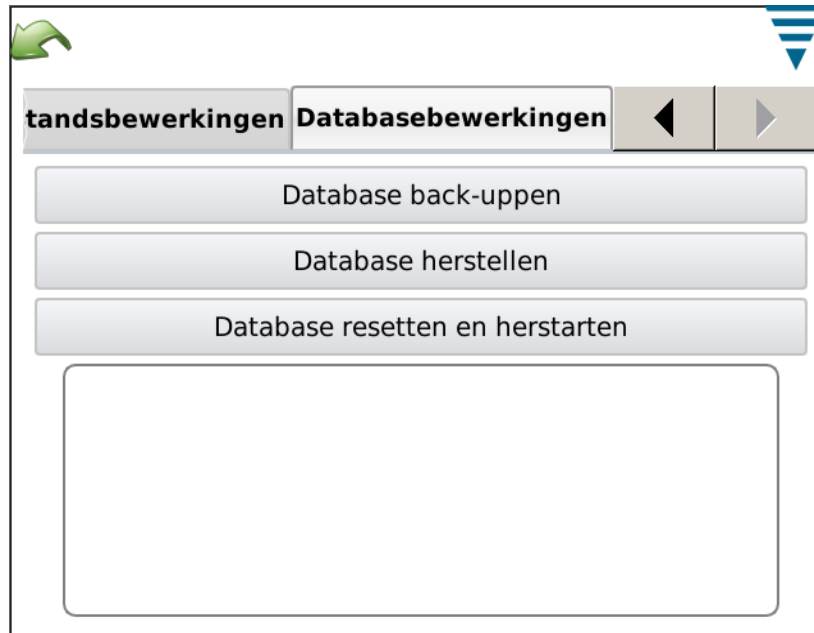 tandsbewerkingen Databasebewerkingen
Database back-uppen
Database herstellen
Database resetten en herstarten